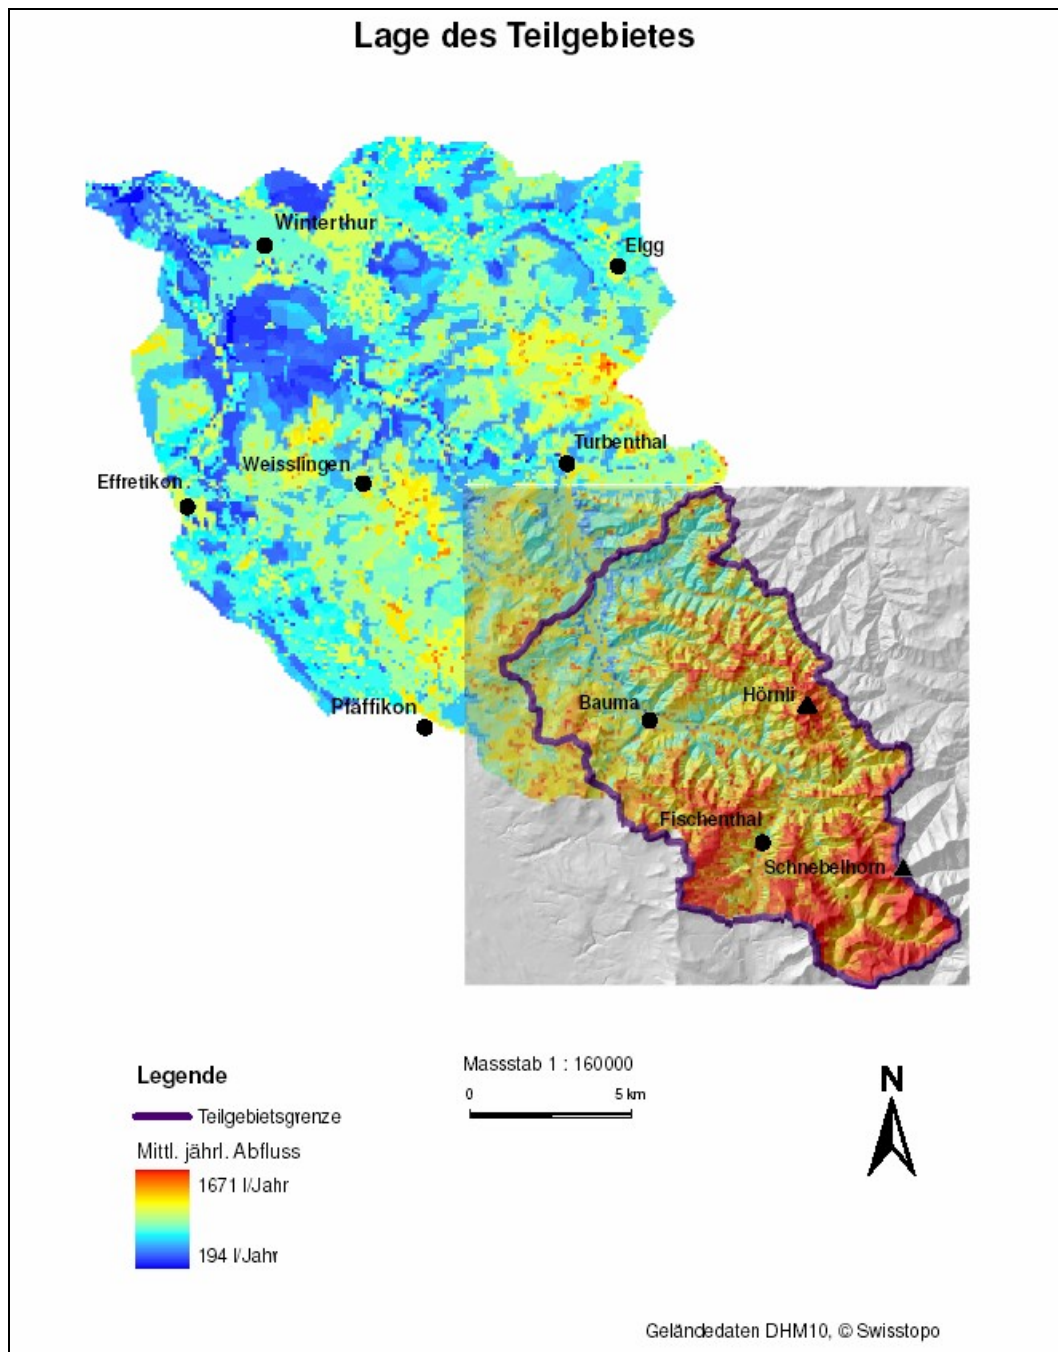 Lage des Teilgebietes
Winterthur
Elgg
Turbenthal
Weisslingen
Effretikon
Pfäffikon
Bauma
Hörnli
Fischenthal
Schnebelhorn
Legende
Teilgebietsgrenze
Mittl. jährl. Abfluss
1671 l/Jahr
194 l/Jahr
Massstab 1 : 160000
0 5 km
N
Geländedaten DHM10, © Swisstopo